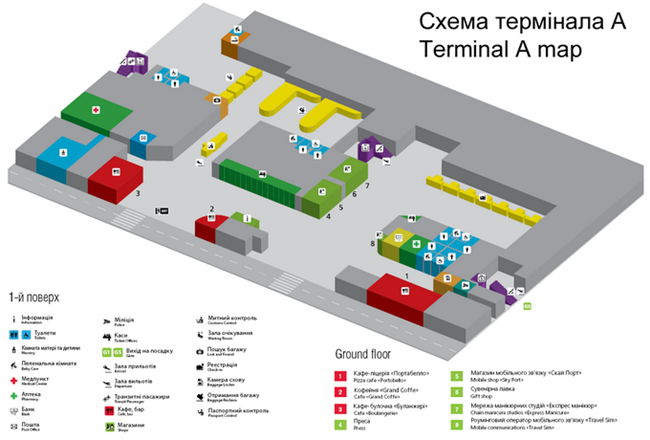 Схема термінала А
Terminal A map
3
2
7
6
5
4
8
1
1-й поверх
Інформація
Information
Туалети
Toilets
Кімната матері та дитини
Nursery
Пеленальна кімната
Baby Care
Медпункт
Medical Center
Аптека
Pharmacy
Банк
Bank
Пошта
Post Office
Міліція
Police
Каси
Ticket Offices
G1 G5 Вихід на посадку
Gate
Зала прильотів
Arrival
Зала вильотів
Departure
Транзитні пасажири
Transfer Passenger
Кафе, бар
Cafe, Bar
Магазини
Shops
Митний контроль
Customs Control
Зала очікування
Waiting Room
Пошук багажу
Lost and Found
Реєстрація
Check-in
Камера схову
Baggage
Отримання багажу
Baggage Reclaim
Паспортний контроль
Passport Control
Ground floor
1 Кафе-піцерія «Портабелло»
Pizza cafe «Portobello»
2 Кофейня «Grand Coffe»
Cafe «Grand Coffe»
3 Кафе-булочна «Буланжері»
Cafe «Boulangerie»
4 Преса
Press
5 Магазин мобільного зв'язку «Скай Порт»
Mobile shop «Sky Port»
6 Сувенірна лавка
Gift shop
7 Мережа манікюрних студій «Експрес манікюр»
Chain manicure studios «Express Manicure»
8 Роумінговий оператор мобільного зв'язку «Travel Sim»
Mobile communications «Travel Sim»